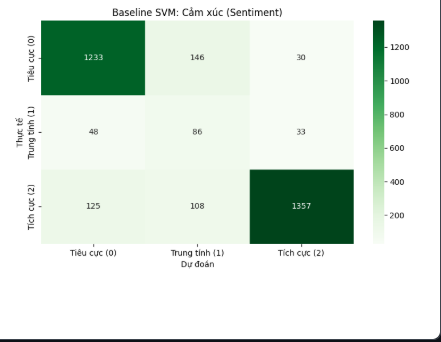 Baseline SVM: Cảm xúc (Sentiment)
Thực tế
Tiêu cực (0)
1233 146 30
Trung tính (1)
48 86 33
Tích cực (2)
125 108 1357
Tiêu cực (0) Trung tính (1) Tích cực (2)
Dự đoán
1200
1000
800
600
400
200